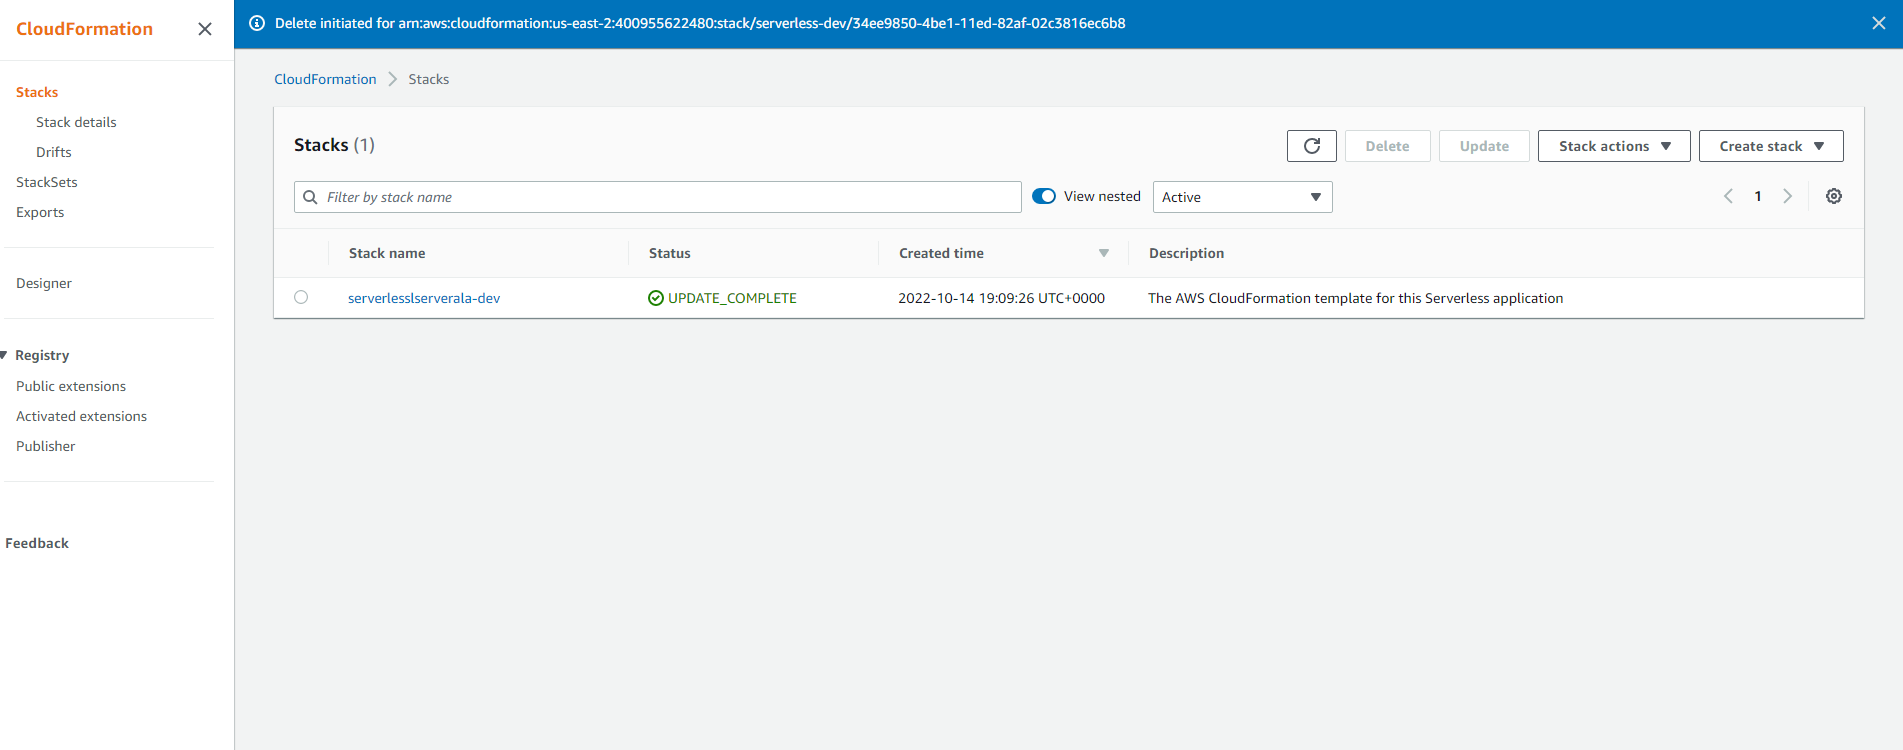 CloudFormation
Delete initiated for arn:aws:cloudformation:us-east-2:400955622480:stack/serverless-dev/34ee9850-4be1-11ed-82af-02c3816ec6b8
Stacks
Stack details
Drifts
StackSets
Exports
Designer
Registry
Public extensions
Activated extensions
Publisher
Feedback
CloudFormation Stacks
Stacks (1)
Delete Update Stack actions Create stack
Filter by stack name View nested Active 1
Stack name Status Created time Description
serverlesslserverala-dev UPDATE_COMPLETE 2022-10-14 19:09:26 UTC+0000 The AWS CloudFormation template for this Serverless application